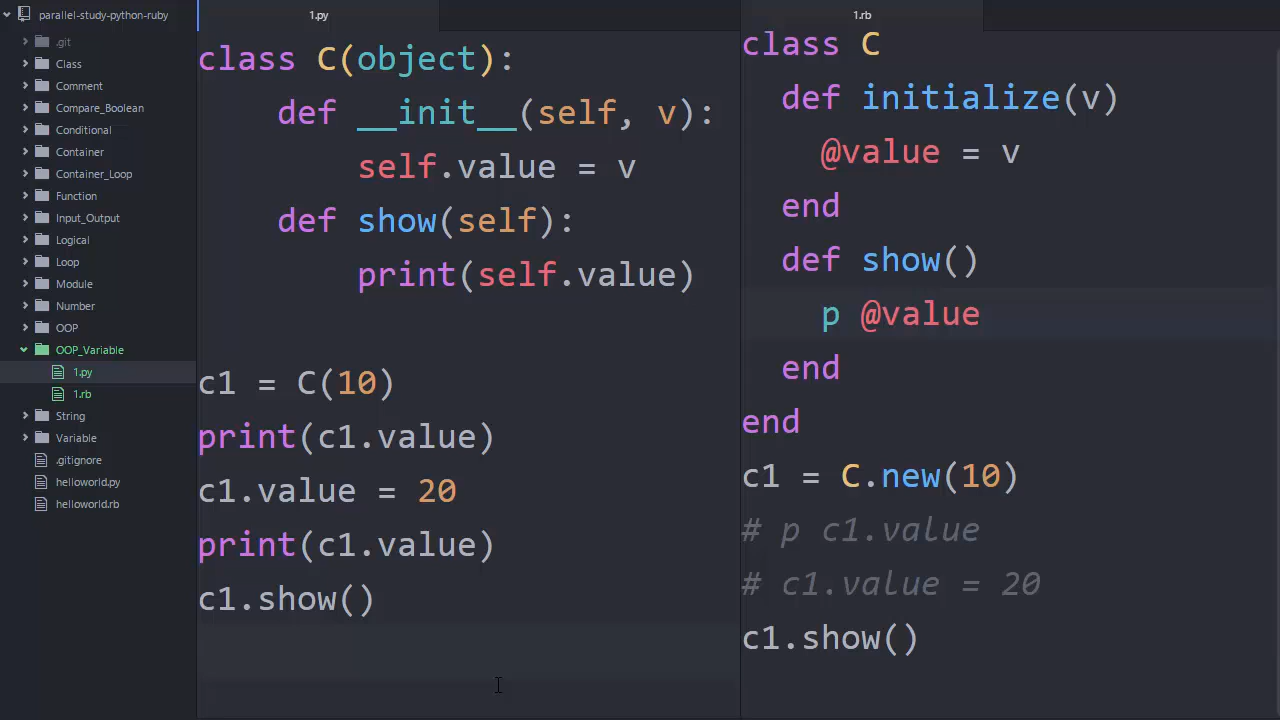 parallel-study-python-ruby
.git
Class
Comment
Compare_Boolean
Conditional
Container
Container_Loop
Function
Input_Output
Logical
Loop
Module
Number
OOP
OOP_Variable
1.py
1.rb
String
Variable
.gitignore
helloworld.py
helloworld.rb
1.py
class C(object):
    def __init__(self, v):
        self.value = v
    def show(self):
        print(self.value)
c1 = C(10)
print(c1.value)
c1.value = 20
print(c1.value)
c1.show()
1.rb
class C
  def initialize(v)
    @value = v
  end
  def show()
    p @value
  end
end
c1 = C.new(10)
# p c1.value
# c1.value = 20
c1.show()